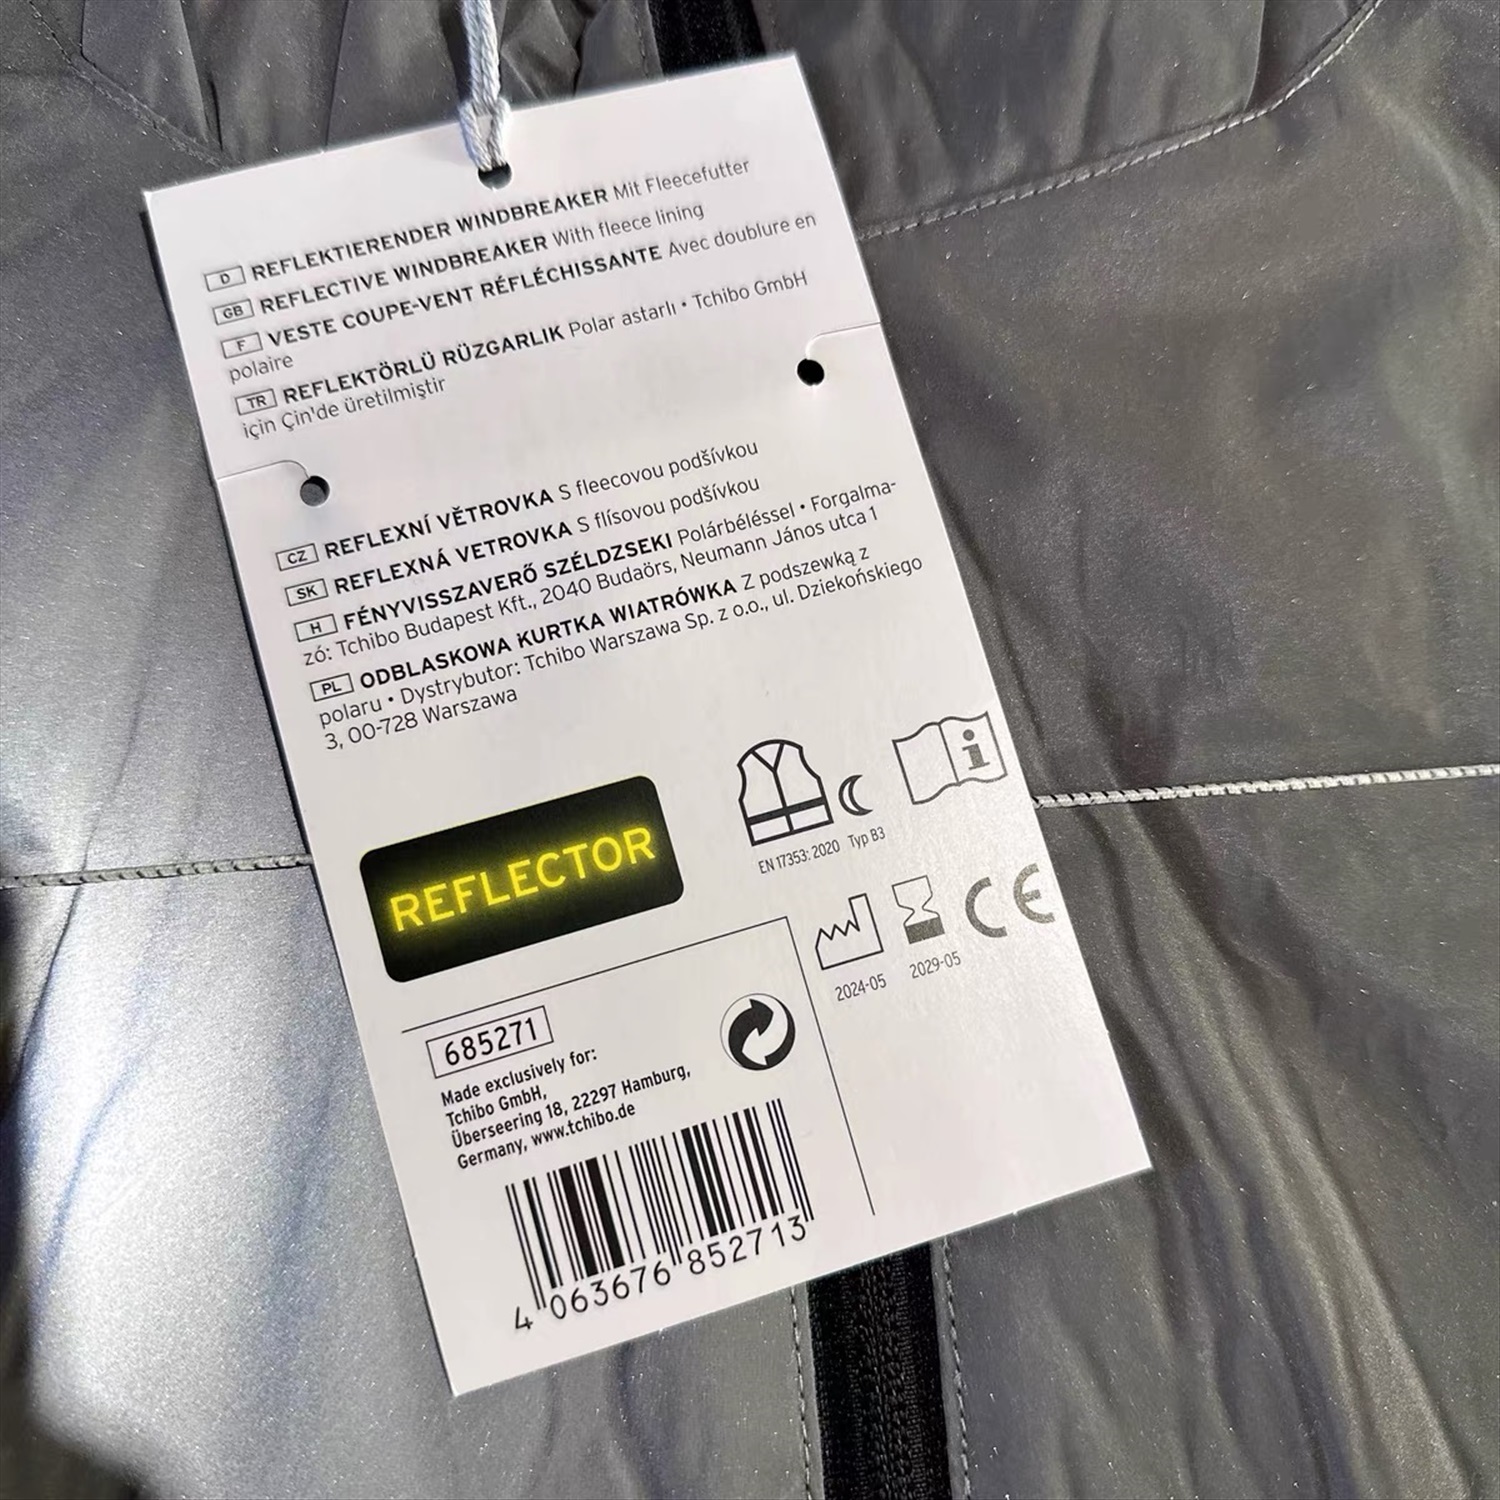 D REFLEKTIERENDER WINDBREAKER Mit Fleecefutter
GB REFLECTIVE WINDBREAKER With fleece lining
F VESTE COUPE-VENT RÉFLÉCHISSANTE Avec doublure en
polaire
TR REFLEKTÖRLÜ RÜZGARLIK Polar astarlı • Tchibo GmbH
için Çin'de üretilmiştir
CZ REFLEXNÍ VĚTROVKA S fleecovou podšívkou
SK REFLEXNÁ VETROVKA S flísovou podšívkou
H FÉNYVISSZAVERŐ SZÉLDZSEKI Polárbéléssel • Forgalma-
zó: Tchibo Budapest Kft., 2040 Budaörs, Neumann János utca 1
PL ODBLASKOWA KURTKA WIATRÓWKA Z podszewką z
polaru • Dystrybutor: Tchibo Warszawa Sp. z o.o., ul. Dziekońskiego
3, 00-728 Warszawa
i
EN 17353: 2020 Typ B3
REFLECTOR
CE
2024-05 2029-05
685271
Made exclusively for:
Tchibo GmbH,
Überseering 18, 22297 Hamburg,
Germany, www.tchibo.de
4 063676 852713